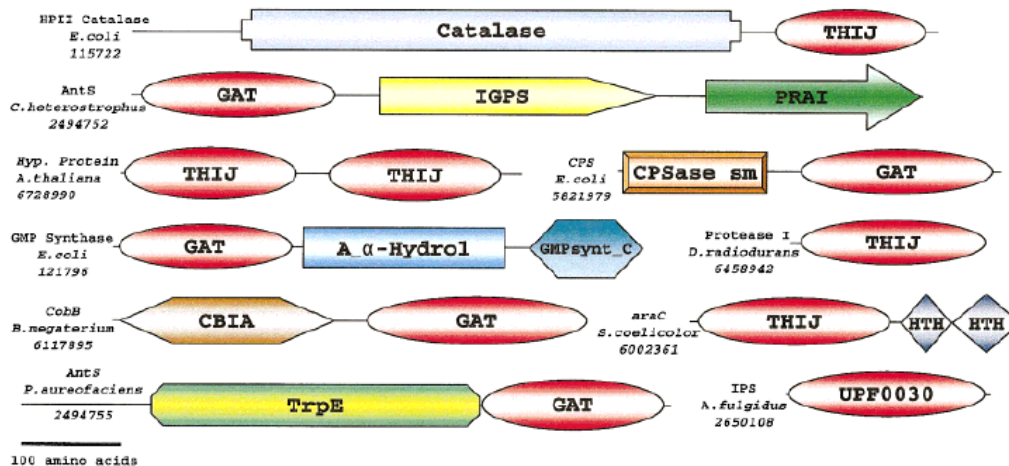 HPII Catalase
E.coli
115722
Catalase
THIJ
AntS
C.heterostrophus
2494752
GAT
IGPS
PRAI
Hyp. Protein
A.thaliana
6728990
THIJ
THIJ
CPS
E.coli
5821979
CPSase sm
GAT
GMP Synthase
E.coli
121796
GAT
A_α-Hydrol
GMPsynt_C
Protease I
D.radiodurans
6458942
THIJ
CobB
B.megaterium
6117895
CBIA
GAT
araC
S.coelicolor
6002361
THIJ
HTH
HTH
AntS
P.aureofaciens
2494755
TrpE
GAT
IPS
A.fulgidus
2650108
UPF0030
100 amino acids